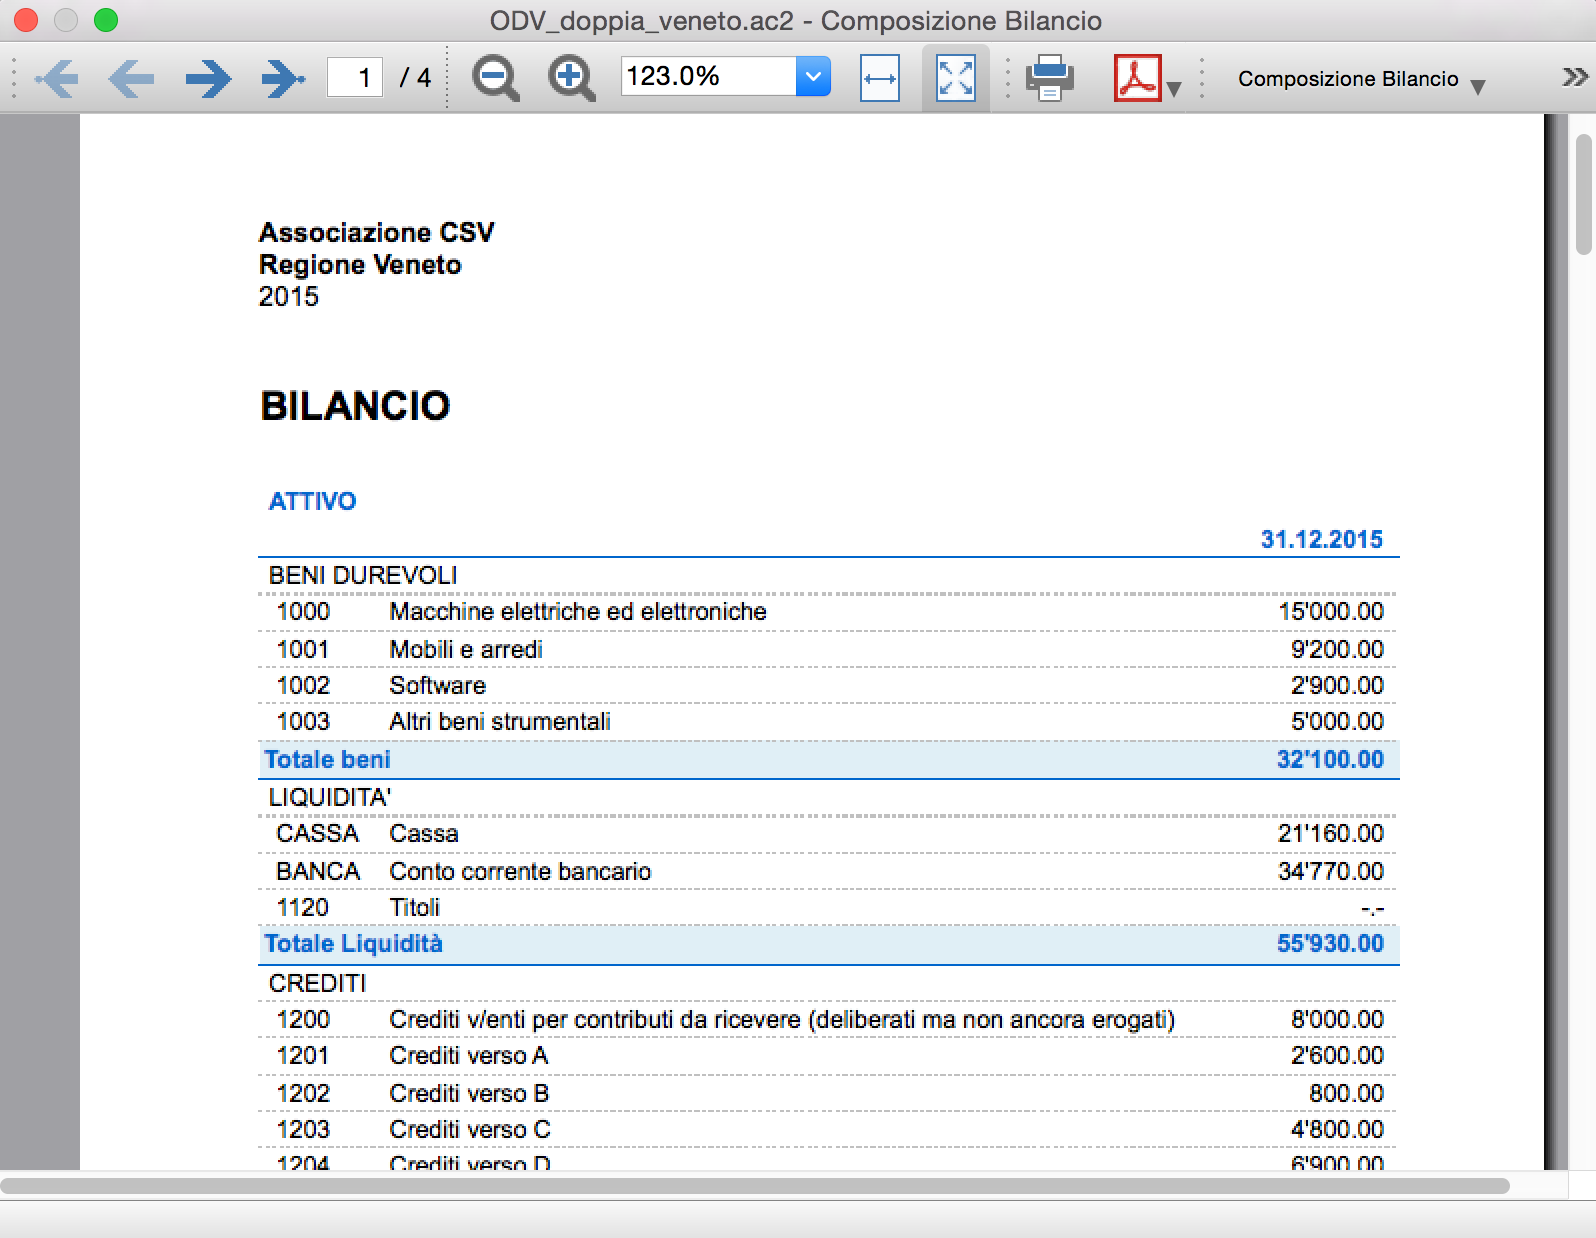 ODV_doppia_veneto.ac2 - Composizione Bilancio
1 / 4 123.0% Composizione Bilancio
Associazione CSV
Regione Veneto
2015
BILANCIO
ATTIVO
31.12.2015
BENI DUREVOLI
1000 Macchine elettriche ed elettroniche 15'000.00
1001 Mobili e arredi 9'200.00
1002 Software 2'900.00
1003 Altri beni strumentali 5'000.00
Totale beni 32'100.00
LIQUIDITA'
CASSA Cassa 21'160.00
BANCA Conto corrente bancario 34'770.00
1120 Titoli -.-
Totale Liquidità 55'930.00
CREDITI
1200 Crediti v/enti per contributi da ricevere (deliberati ma non ancora erogati) 8'000.00
1201 Crediti verso A 2'600.00
1202 Crediti verso B 800.00
1203 Crediti verso C 4'800.00
1204 Crediti verso D 6'900.00